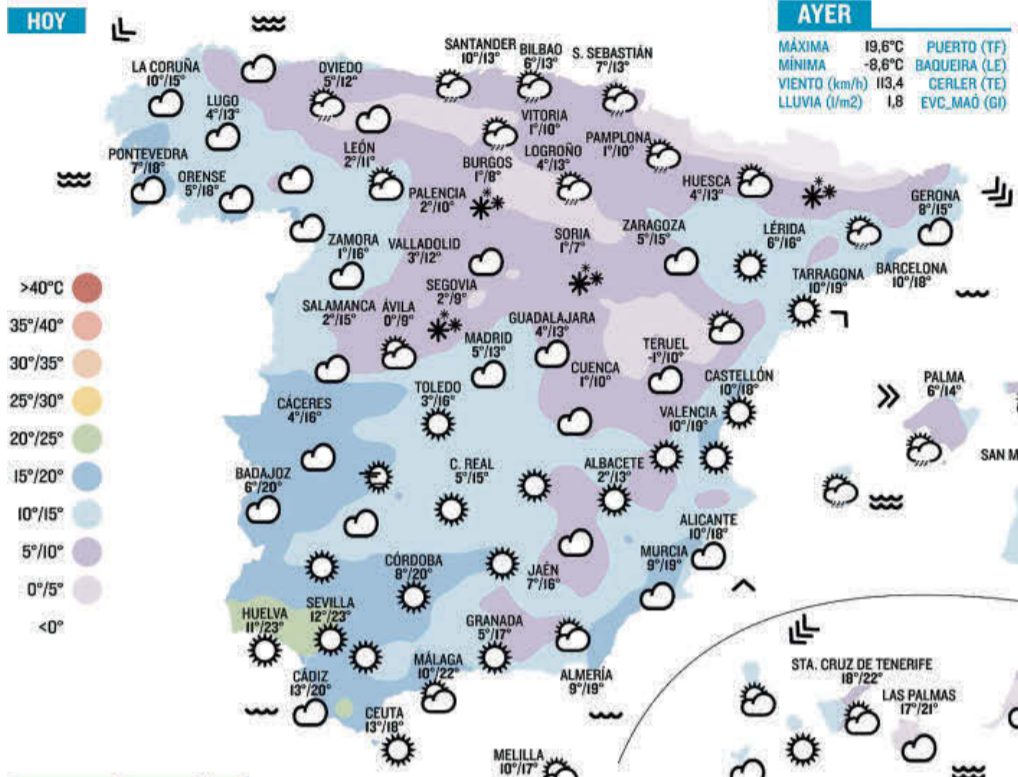 HOY
AYER
MÁXIMA 19,6°C PUERTO (TF)
MÍNIMA -8,6°C BAQUEIRA (LE)
VIENTO (km/h) 113,4 CERLER (TE)
LLUVIA (l/m2) 1,8 EVC_MAÓ (GI)
SANTANDER
10°/13°
BILBAO
6°/13°
S. SEBASTIÁN
7°/13°
LA CORUÑA
10°/15°
OVIEDO
5°/12°
LUGO
4°/13°
VITORIA
1°/10°
PAMPLONA
1°/10°
LEÓN
2°/11°
LOGROÑO
4°/13°
PONTEVEDRA
7°/18°
ORENSE
5°/18°
BURGOS
1°/8°
PALENCIA
2°/10°
HUESCA
4°/13°
GERONA
8°/15°
ZAMORA
1°/16°
VALLADOLID
3°/12°
SORIA
1°/7°
ZARAGOZA
5°/15°
LÉRIDA
6°/16°
BARCELONA
10°/18°
TARRAGONA
10°/19°
SEGOVIA
2°/9°
SALAMANCA
2°/15°
ÁVILA
0°/9°
GUADALAJARA
4°/13°
MADRID
5°/13°
TERUEL
-1°/10°
CUENCA
1°/10°
CASTELLÓN
10°/18°
PALMA
6°/14°
TOLEDO
3°/16°
CÁCERES
4°/16°
VALENCIA
10°/19°
SAN M
BADAJOZ
6°/20°
C. REAL
5°/15°
ALBACETE
2°/13°
ALICANTE
10°/18°
MURCIA
9°/19°
CÓRDOBA
8°/20°
JAÉN
7°/16°
HUELVA
11°/23°
SEVILLA
12°/23°
GRANADA
5°/17°
MÁLAGA
10°/22°
ALMERÍA
9°/19°
CÁDIZ
13°/20°
CEUTA
13°/18°
MELILLA
10°/17°
STA. CRUZ DE TENERIFE
18°/22°
LAS PALMAS
17°/21°
>40°C
35°/40°
30°/35°
25°/30°
20°/25°
15°/20°
10°/15°
5°/10°
0°/5°
<0°